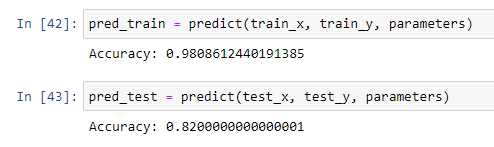 In [42]: pred_train = predict(train_x, train_y, parameters)
Accuracy: 0.9808612440191385
In [43]: pred_test = predict(test_x, test_y, parameters)
Accuracy: 0.8200000000000001